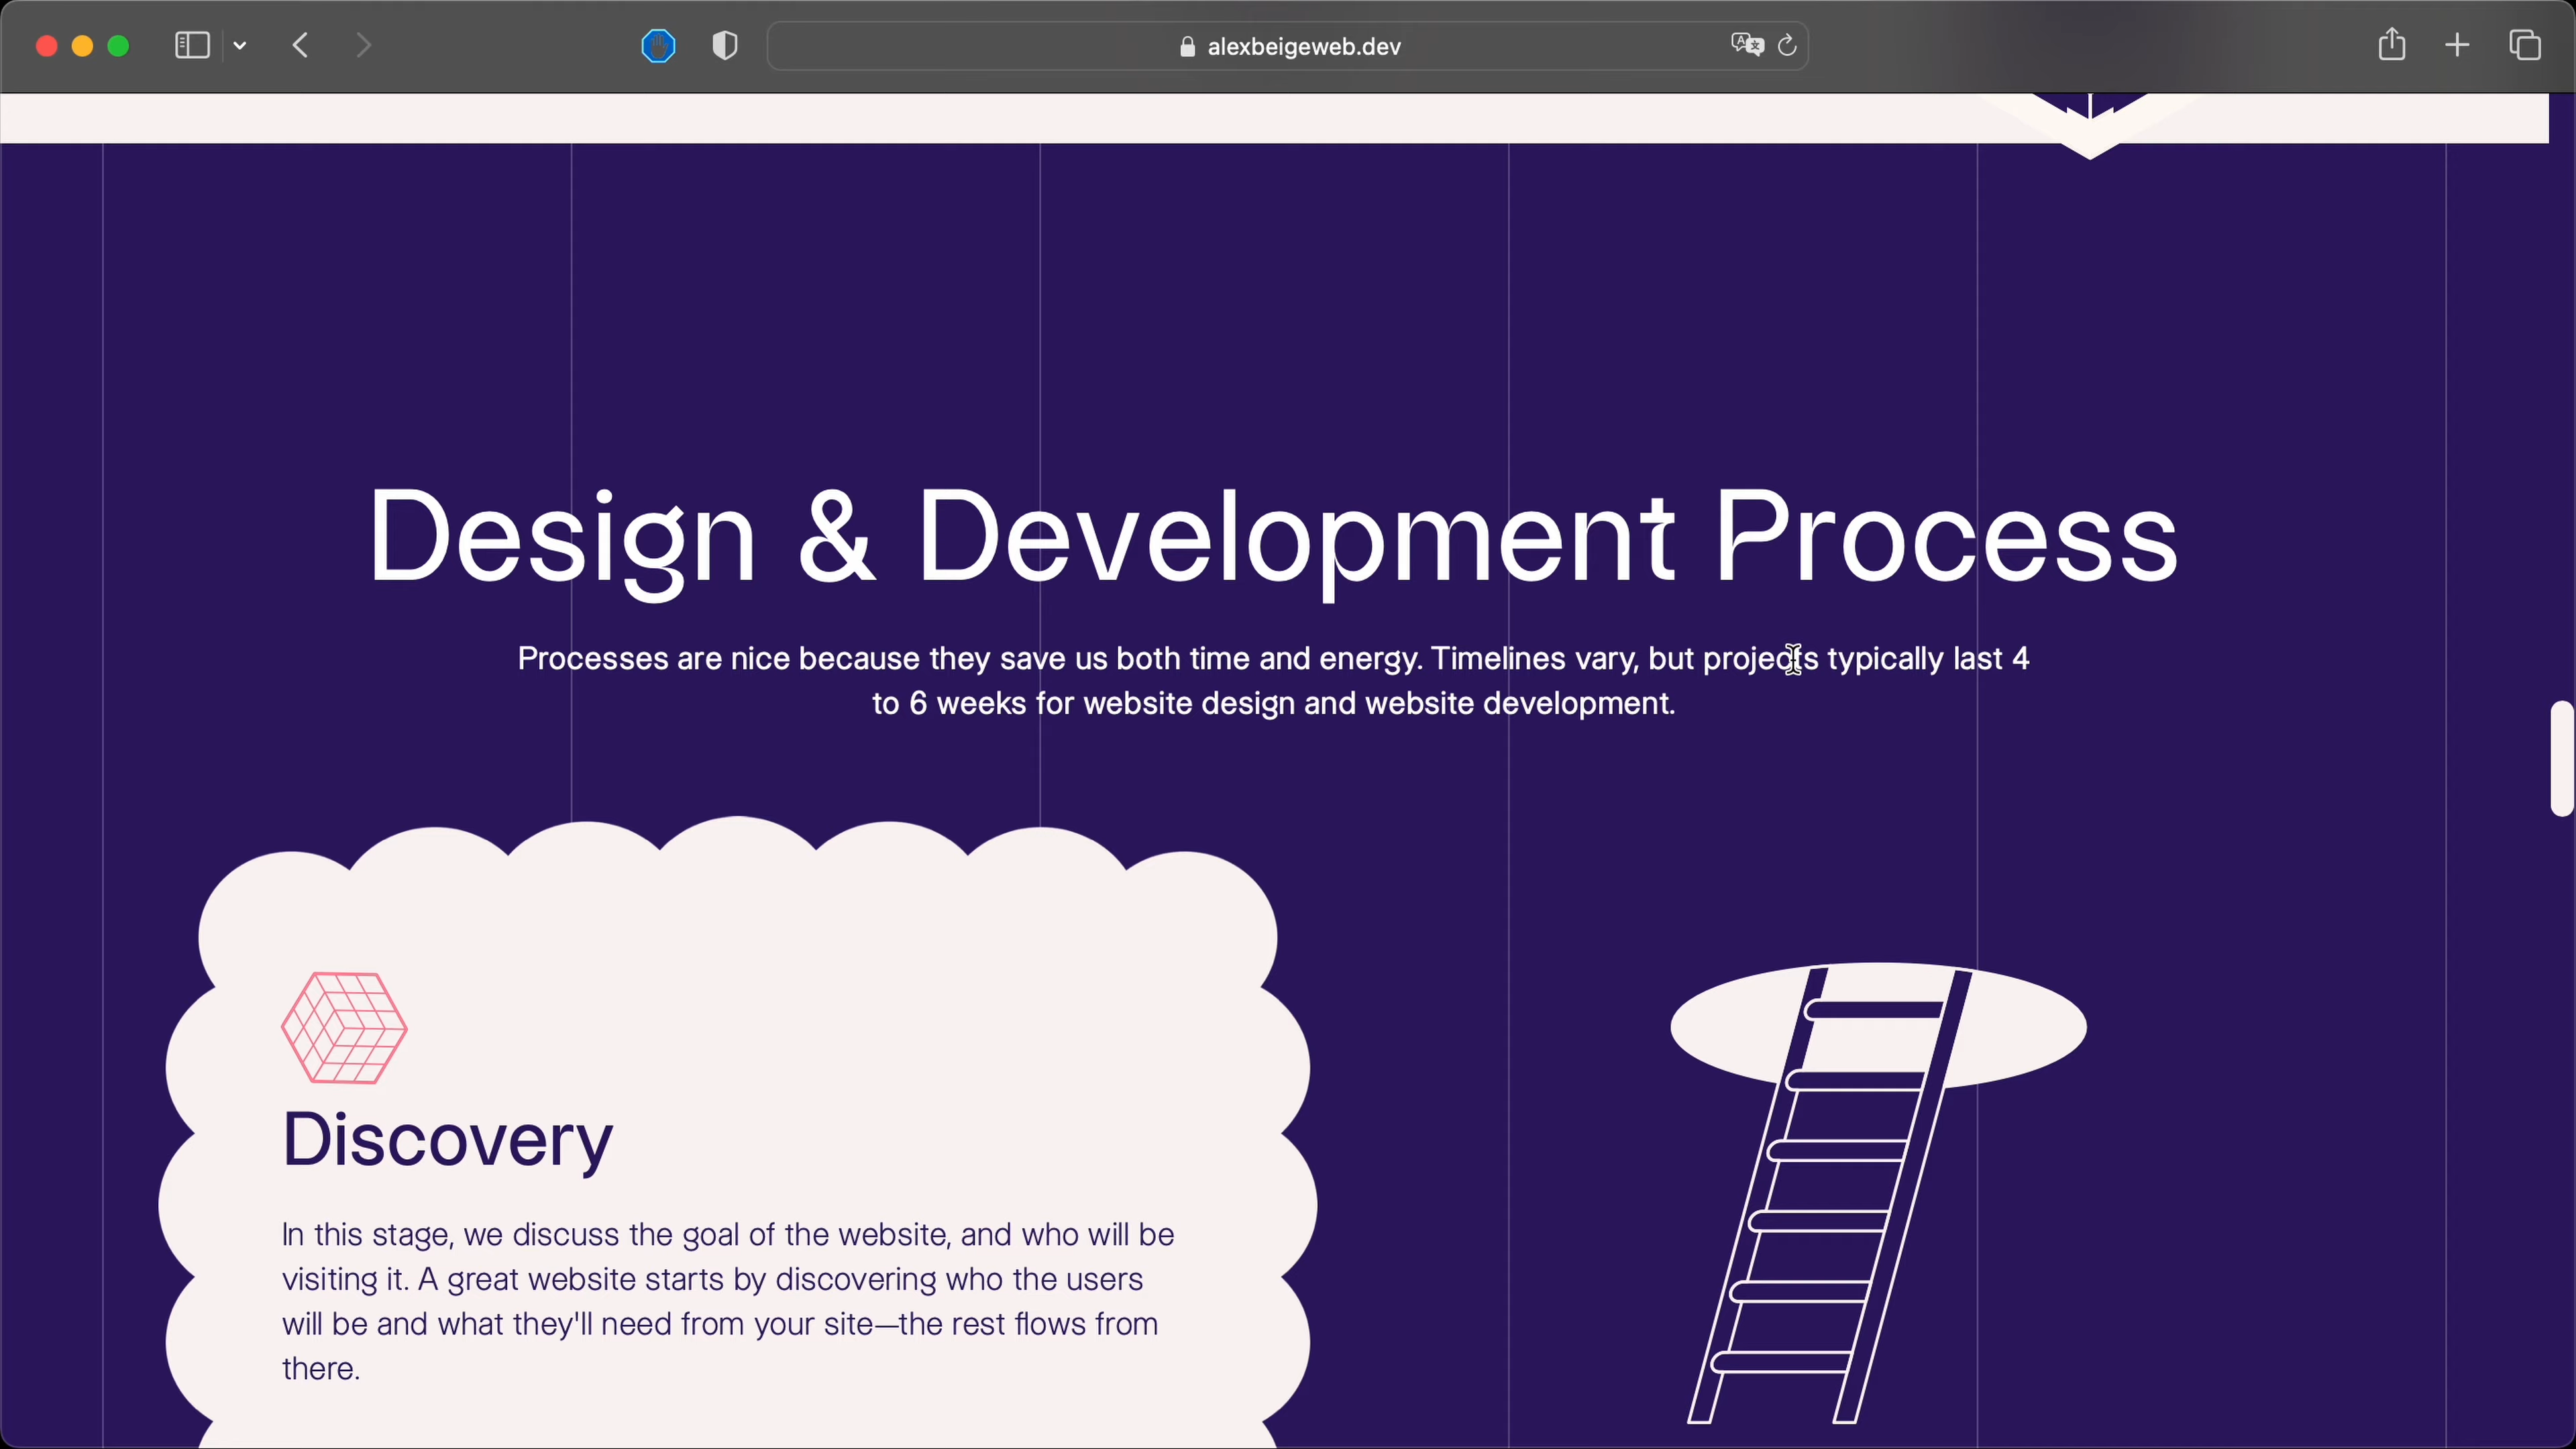 alexbeigeweb.dev
Design & Development Process
Processes are nice because they save us both time and energy. Timelines vary, but projects typically last 4
to 6 weeks for website design and website development.
Discovery
In this stage, we discuss the goal of the website, and who will be
visiting it. A great website starts by discovering who the users
will be and what they'll need from your site—the rest flows from
there.